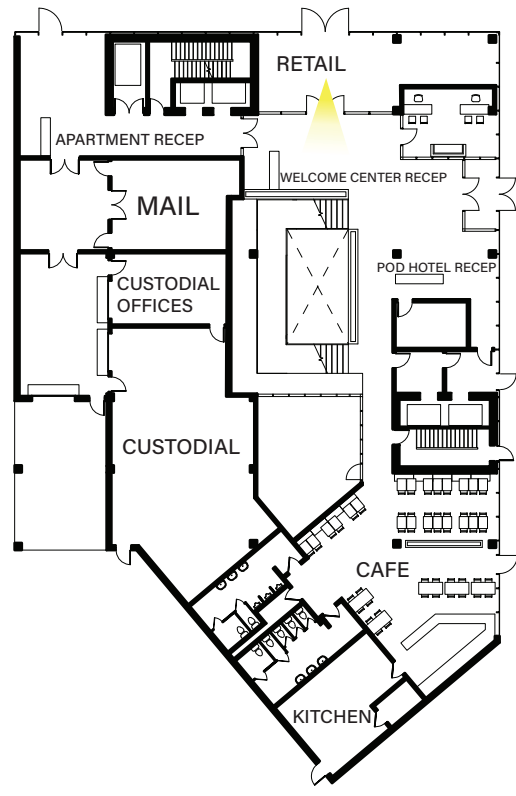 RETAIL
APARTMENT RECEP
WELCOME CENTER RECEP
MAIL
POD HOTEL RECEP
CUSTODIAL
OFFICES
CUSTODIAL
CAFE
KITCHEN